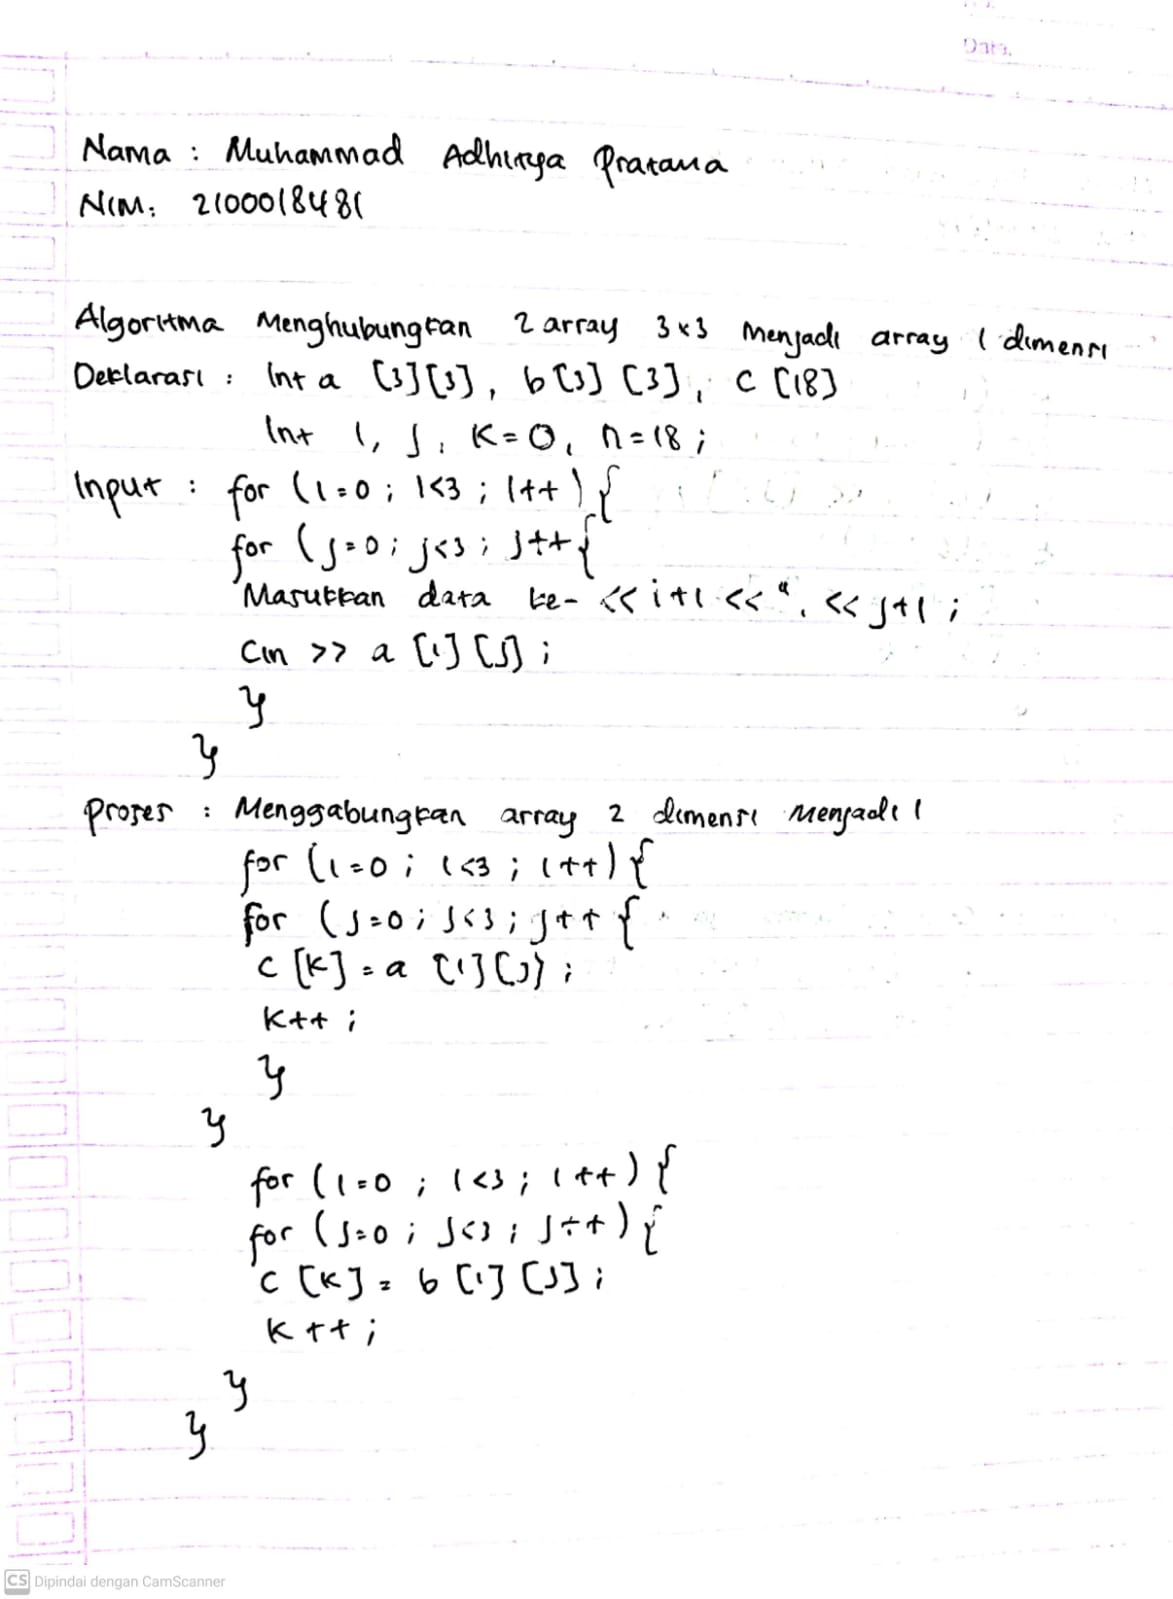 Data.
Nama : Muhammad Adhitya Pratama
NIM: 2100018481
Algoritma Menghubungkan 2 array 3x3 Menjadi array 1 dimensi
Deklarasi : Int a [3][3], b[3] [3], c [18]
Int i, j, k=0, n=18 ;
Input : for (i=0 ; i<3 ; i++) {
for (j=0; j<3 ; j++{
"Masukkan data ke- << i+1 << ", << j+1 ;
Cin >> a [i] [j] ;
}
}
Proses : Menggabungkan array 2 dimensi Menjadi 1
for (i=0 ; i<3 ; i++) {
for (j=0 ; j<3 ; j++ {
c [k] = a [i] [j] ;
k++ ;
}
}
for (i=0 ; i<3 ; i++) {
for (j=0 ; j<3 ; j++) {
c [k] = b [i] [j] ;
k++ ;
}
}
CS Dipindai dengan CamScanner